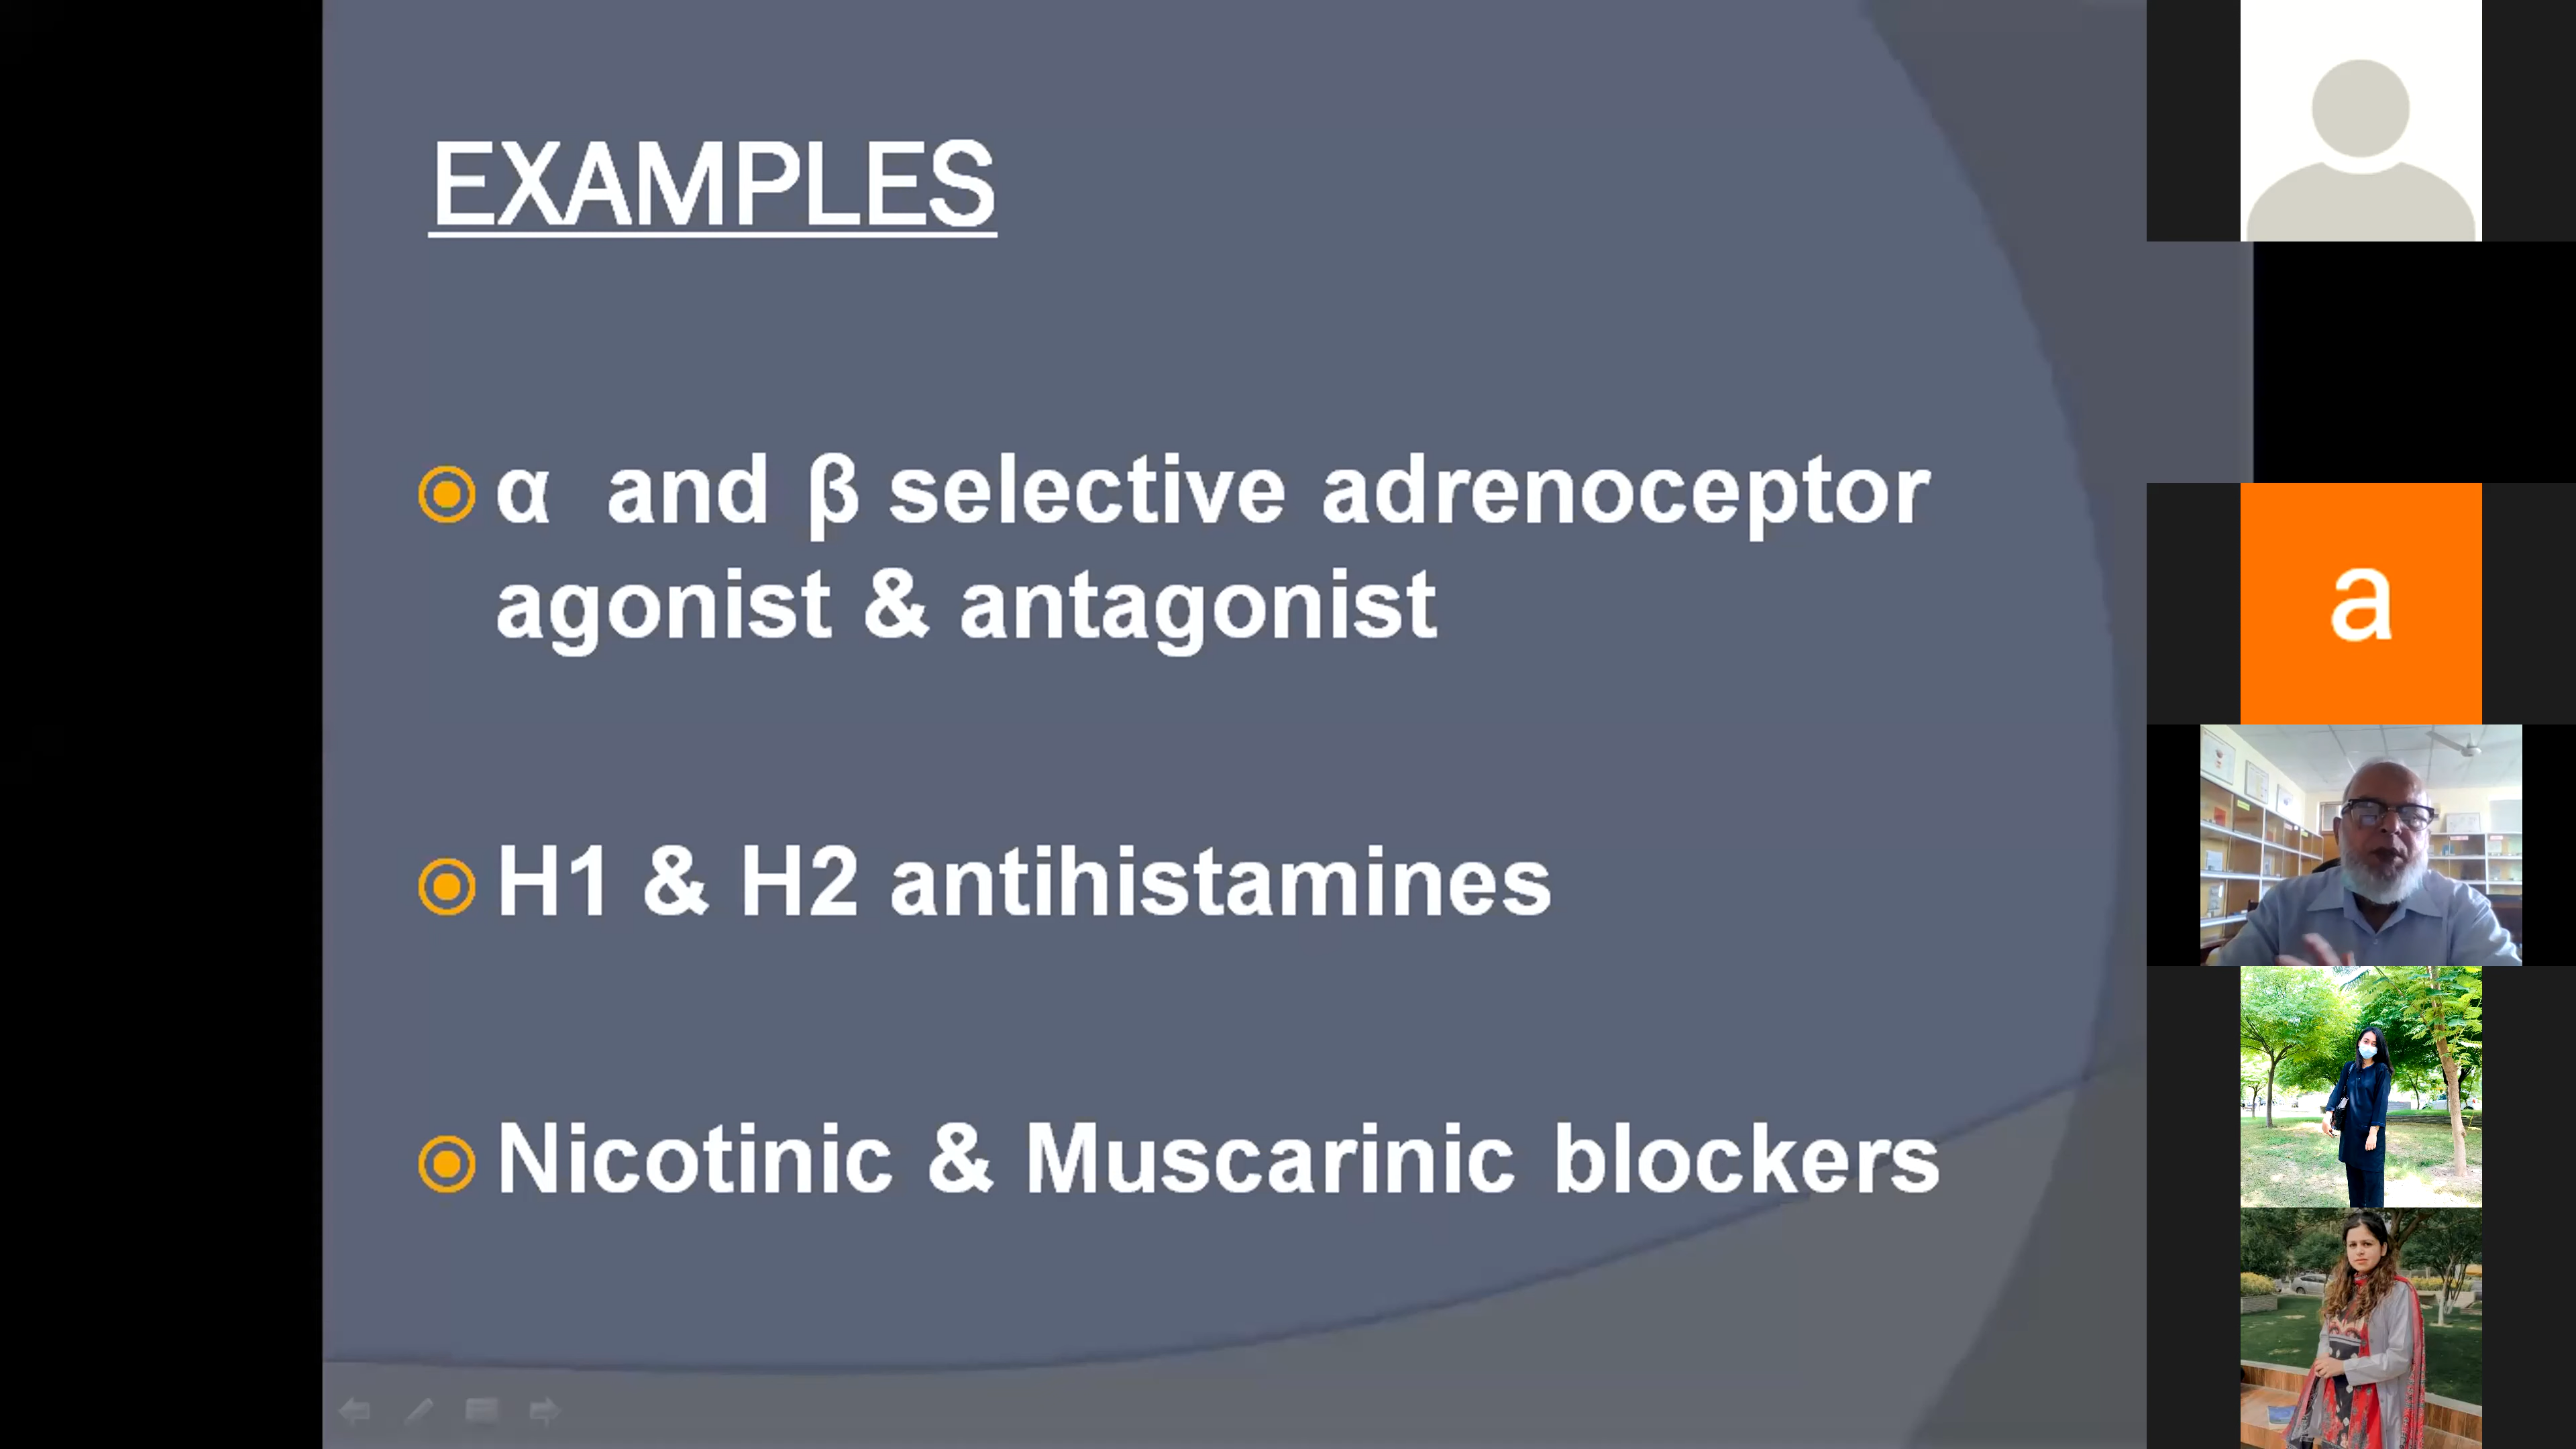 EXAMPLES
α and β selective adrenoceptor
agonist & antagonist
H1 & H2 antihistamines
Nicotinic & Muscarinic blockers
a